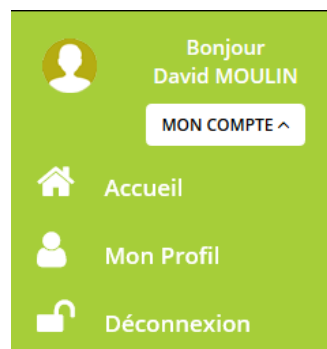 Bonjour
David MOULIN
MON COMPTE
Accueil
Mon Profil
Déconnexion